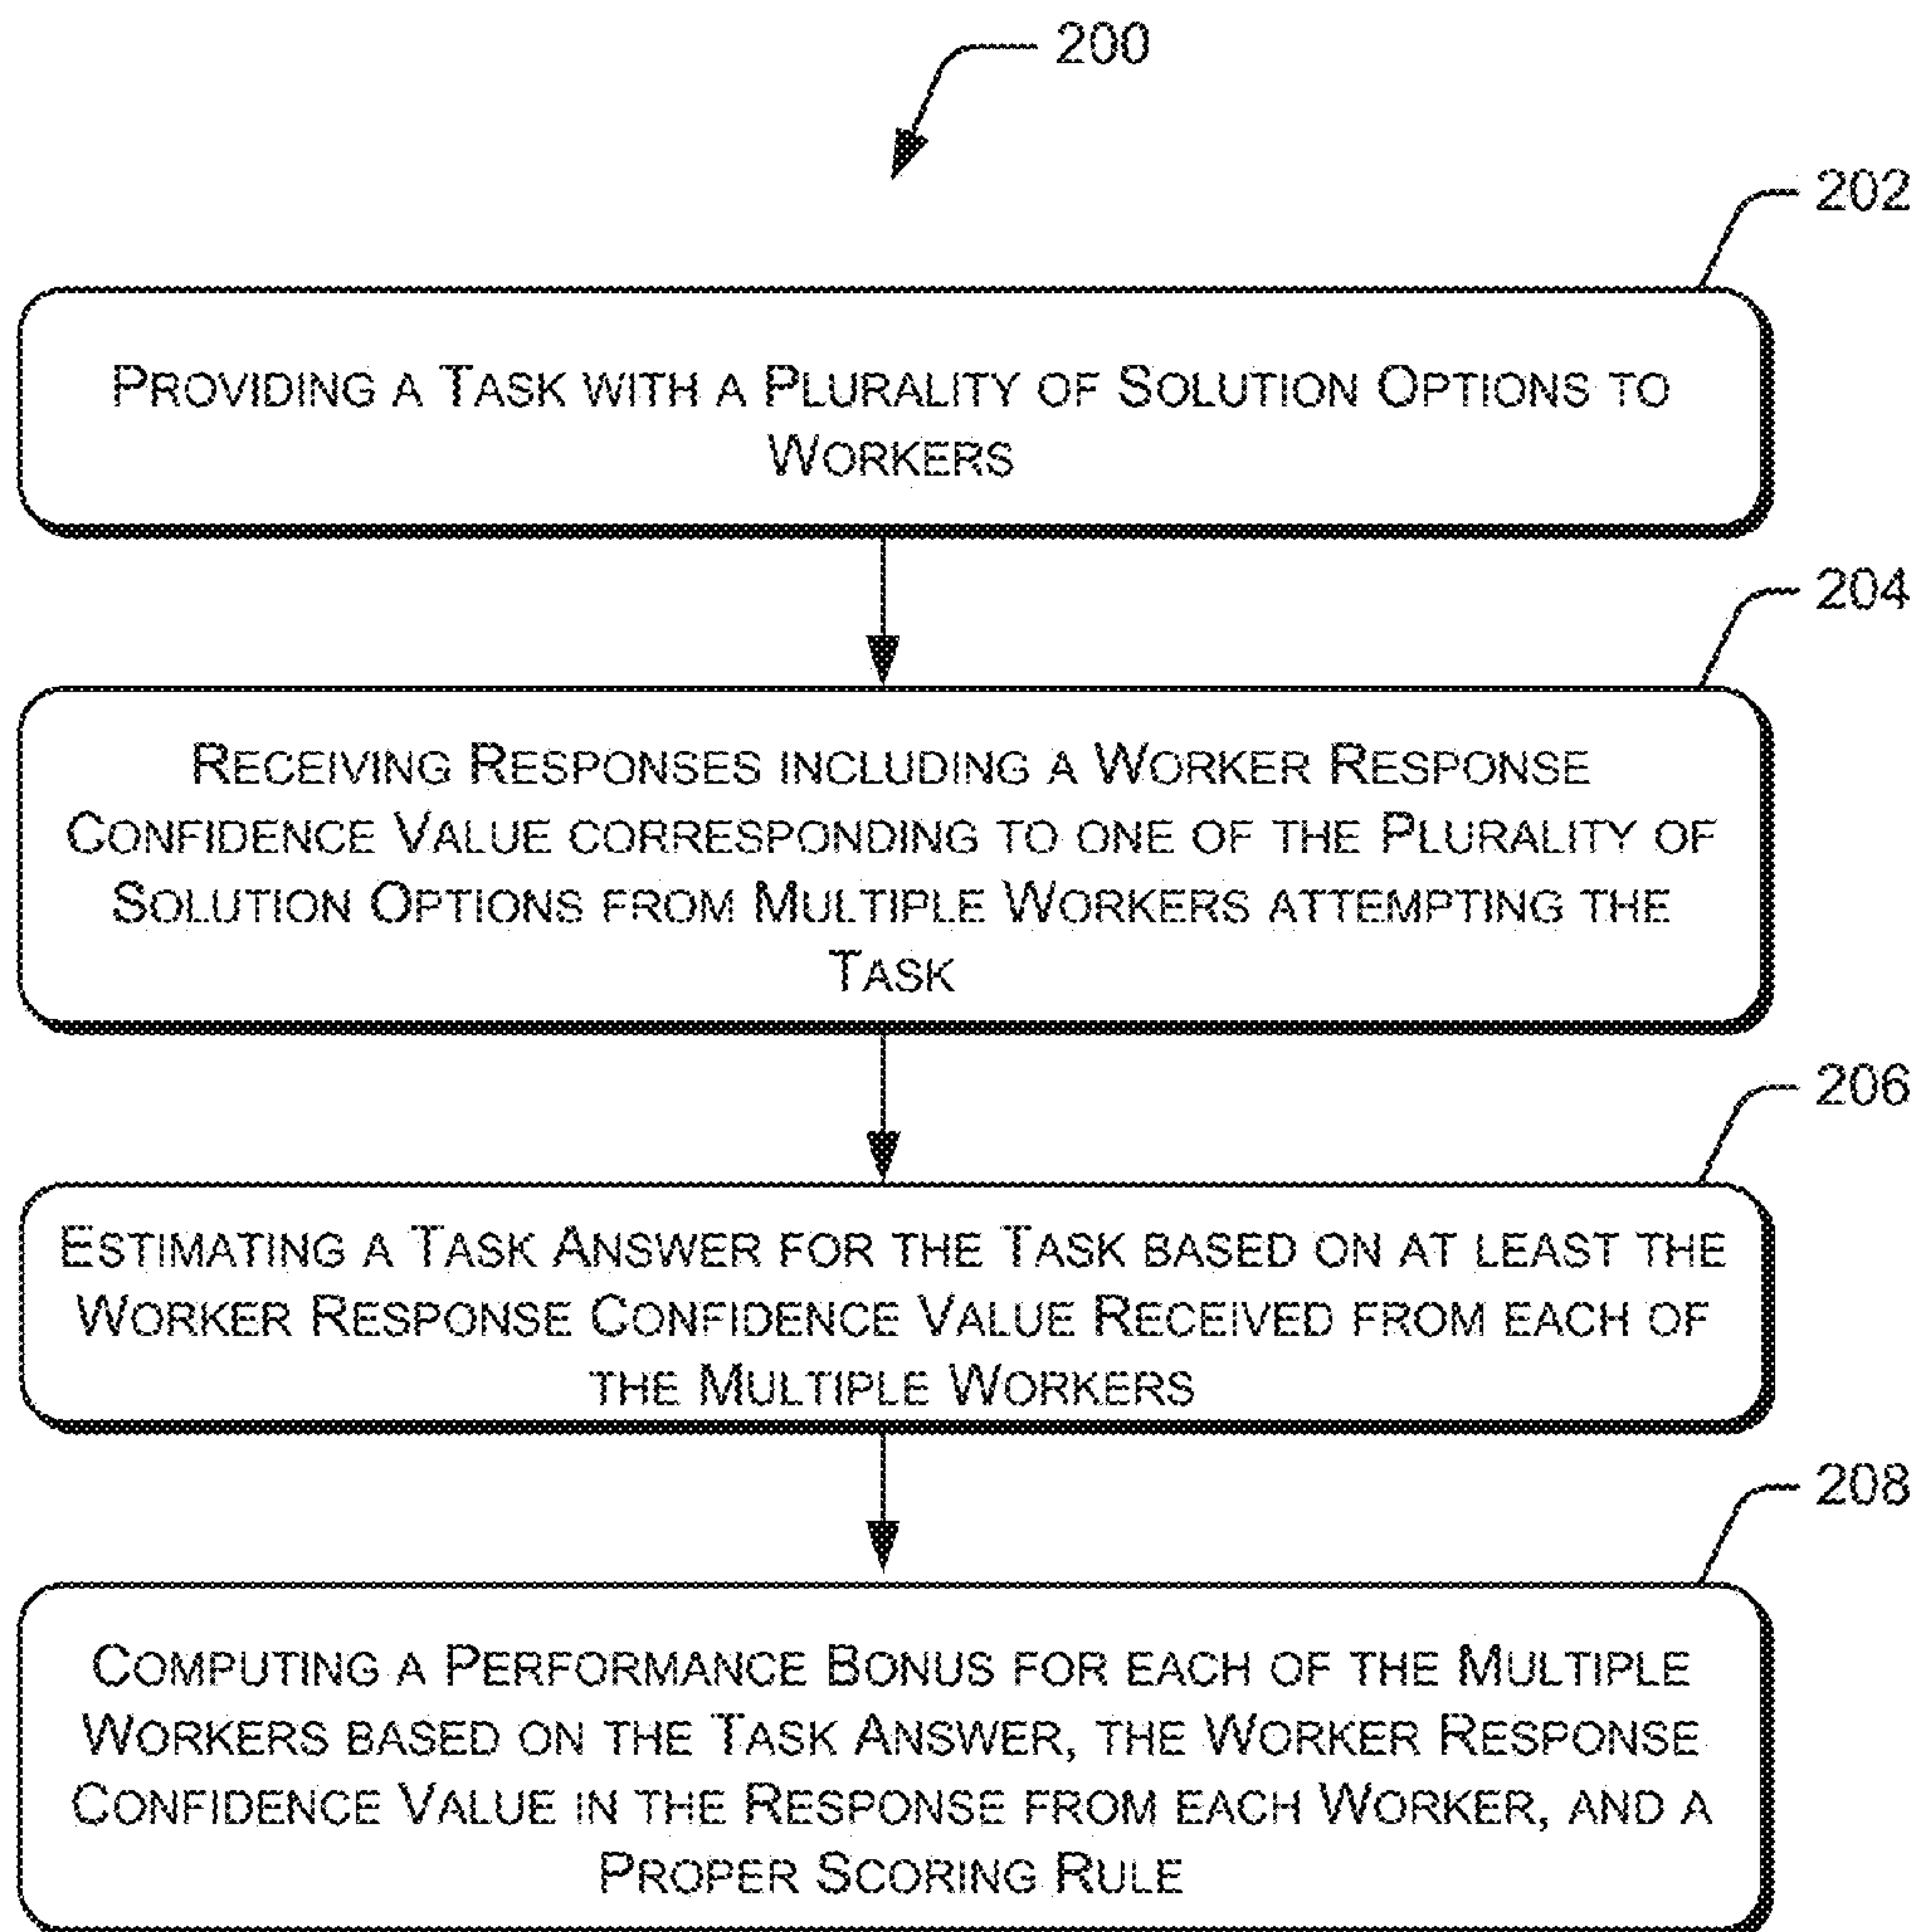 200
202
PROVIDING A TASK WITH A PLURALITY OF SOLUTION OPTIONS TO
WORKERS
204
RECEIVING RESPONSES INCLUDING A WORKER RESPONSE
CONFIDENCE VALUE CORRESPONDING TO ONE OF THE PLURALITY OF
SOLUTION OPTIONS FROM MULTIPLE WORKERS ATTEMPTING THE
TASK
206
ESTIMATING A TASK ANSWER FOR THE TASK BASED ON AT LEAST THE
WORKER RESPONSE CONFIDENCE VALUE RECEIVED FROM EACH OF
THE MULTIPLE WORKERS
208
COMPUTING A PERFORMANCE BONUS FOR EACH OF THE MULTIPLE
WORKERS BASED ON THE TASK ANSWER, THE WORKER RESPONSE
CONFIDENCE VALUE IN THE RESPONSE FROM EACH WORKER, AND A
PROPER SCORING RULE